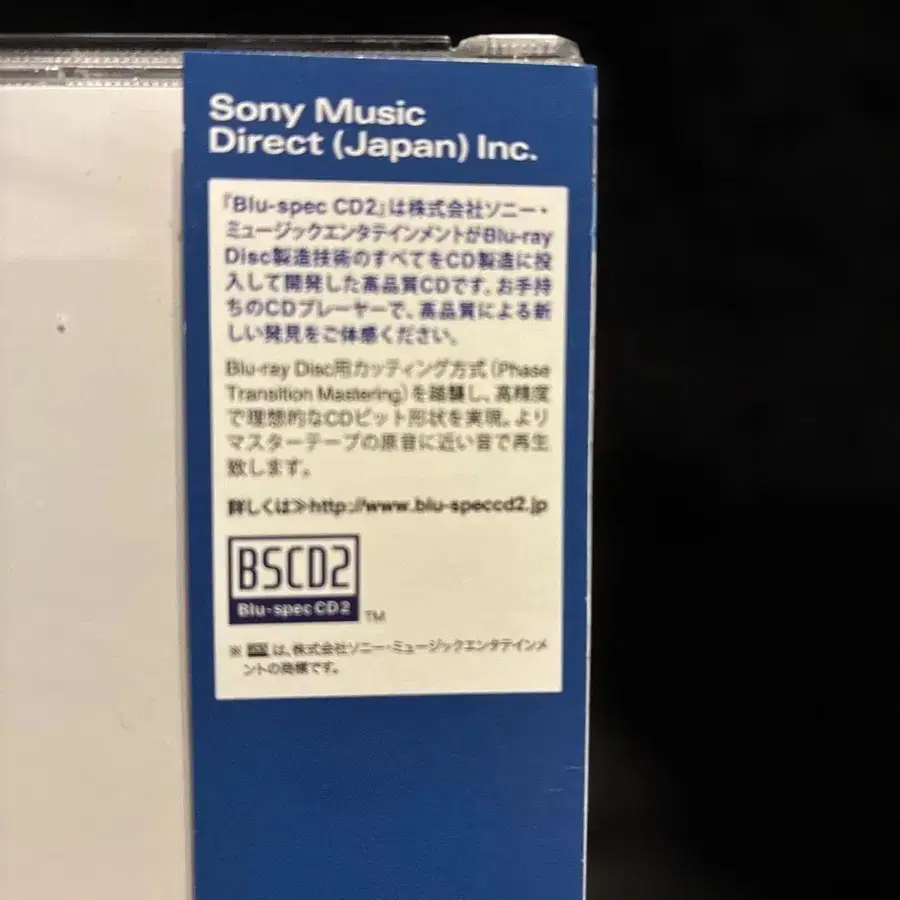 Sony Music
Direct (Japan) Inc.
『Blu-spec CD2』は株式会社ソニー・
ミュージックエンタテインメントがBlu-ray
Disc製造技術のすべてをCD製造に投
入して開発した高品質CDです。お手持
ちのCDプレーヤーで、高品質による新
しい発見をご体感ください。
Blu-ray Disc用カッティング方式(Phase
Transition Mastering)を踏襲し、高精度
で理想的なCDピット形状を実現。より
マスターテープの原音に近い音で再生
致します。
詳しくは≫http://www.blu-speccd2.jp
BSCD2
Blu-spec CD2 TM
※ は、株式会社ソニー・ミュージックエンタテインメ
ントの商標です。